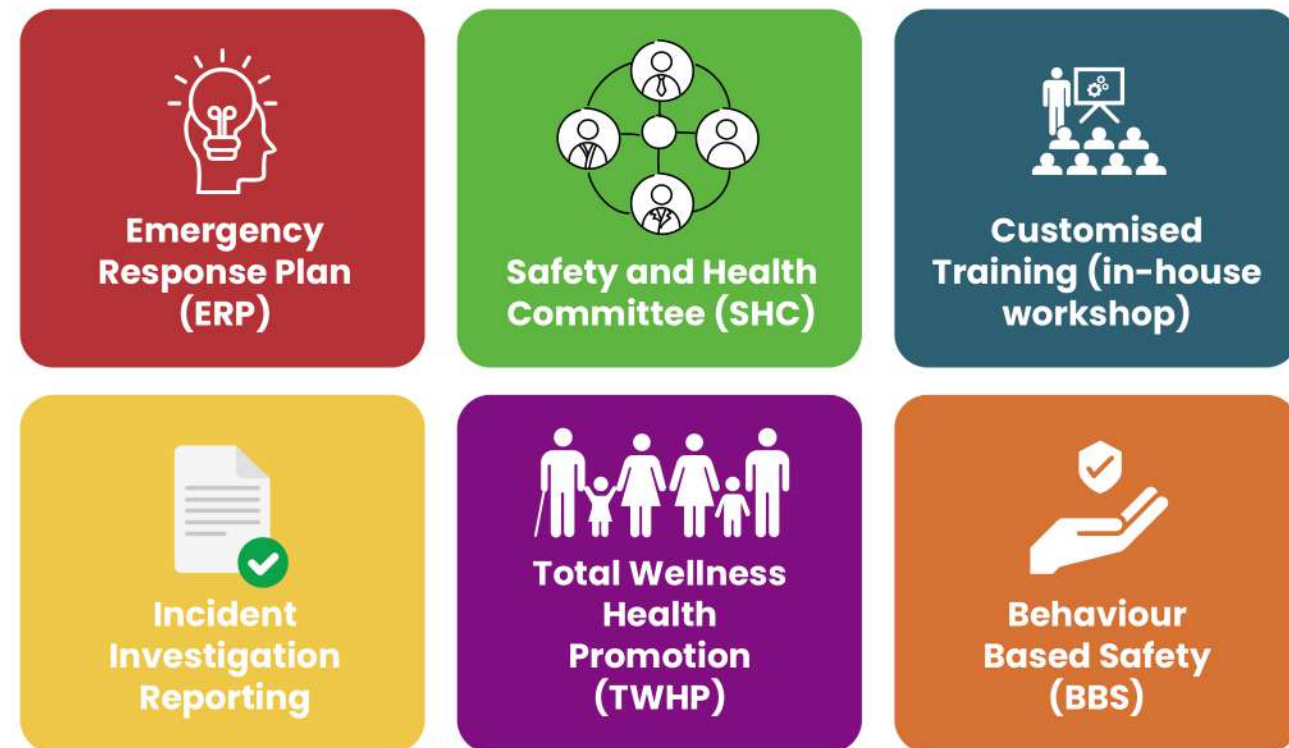 Emergency
Response Plan
(ERP)
Safety and Health
Committee (SHC)
Customised
Training (in-house
workshop)
Incident
Investigation
Reporting
Total Wellness
Health
Promotion
(TWHP)
Behaviour
Based Safety
(BBS)